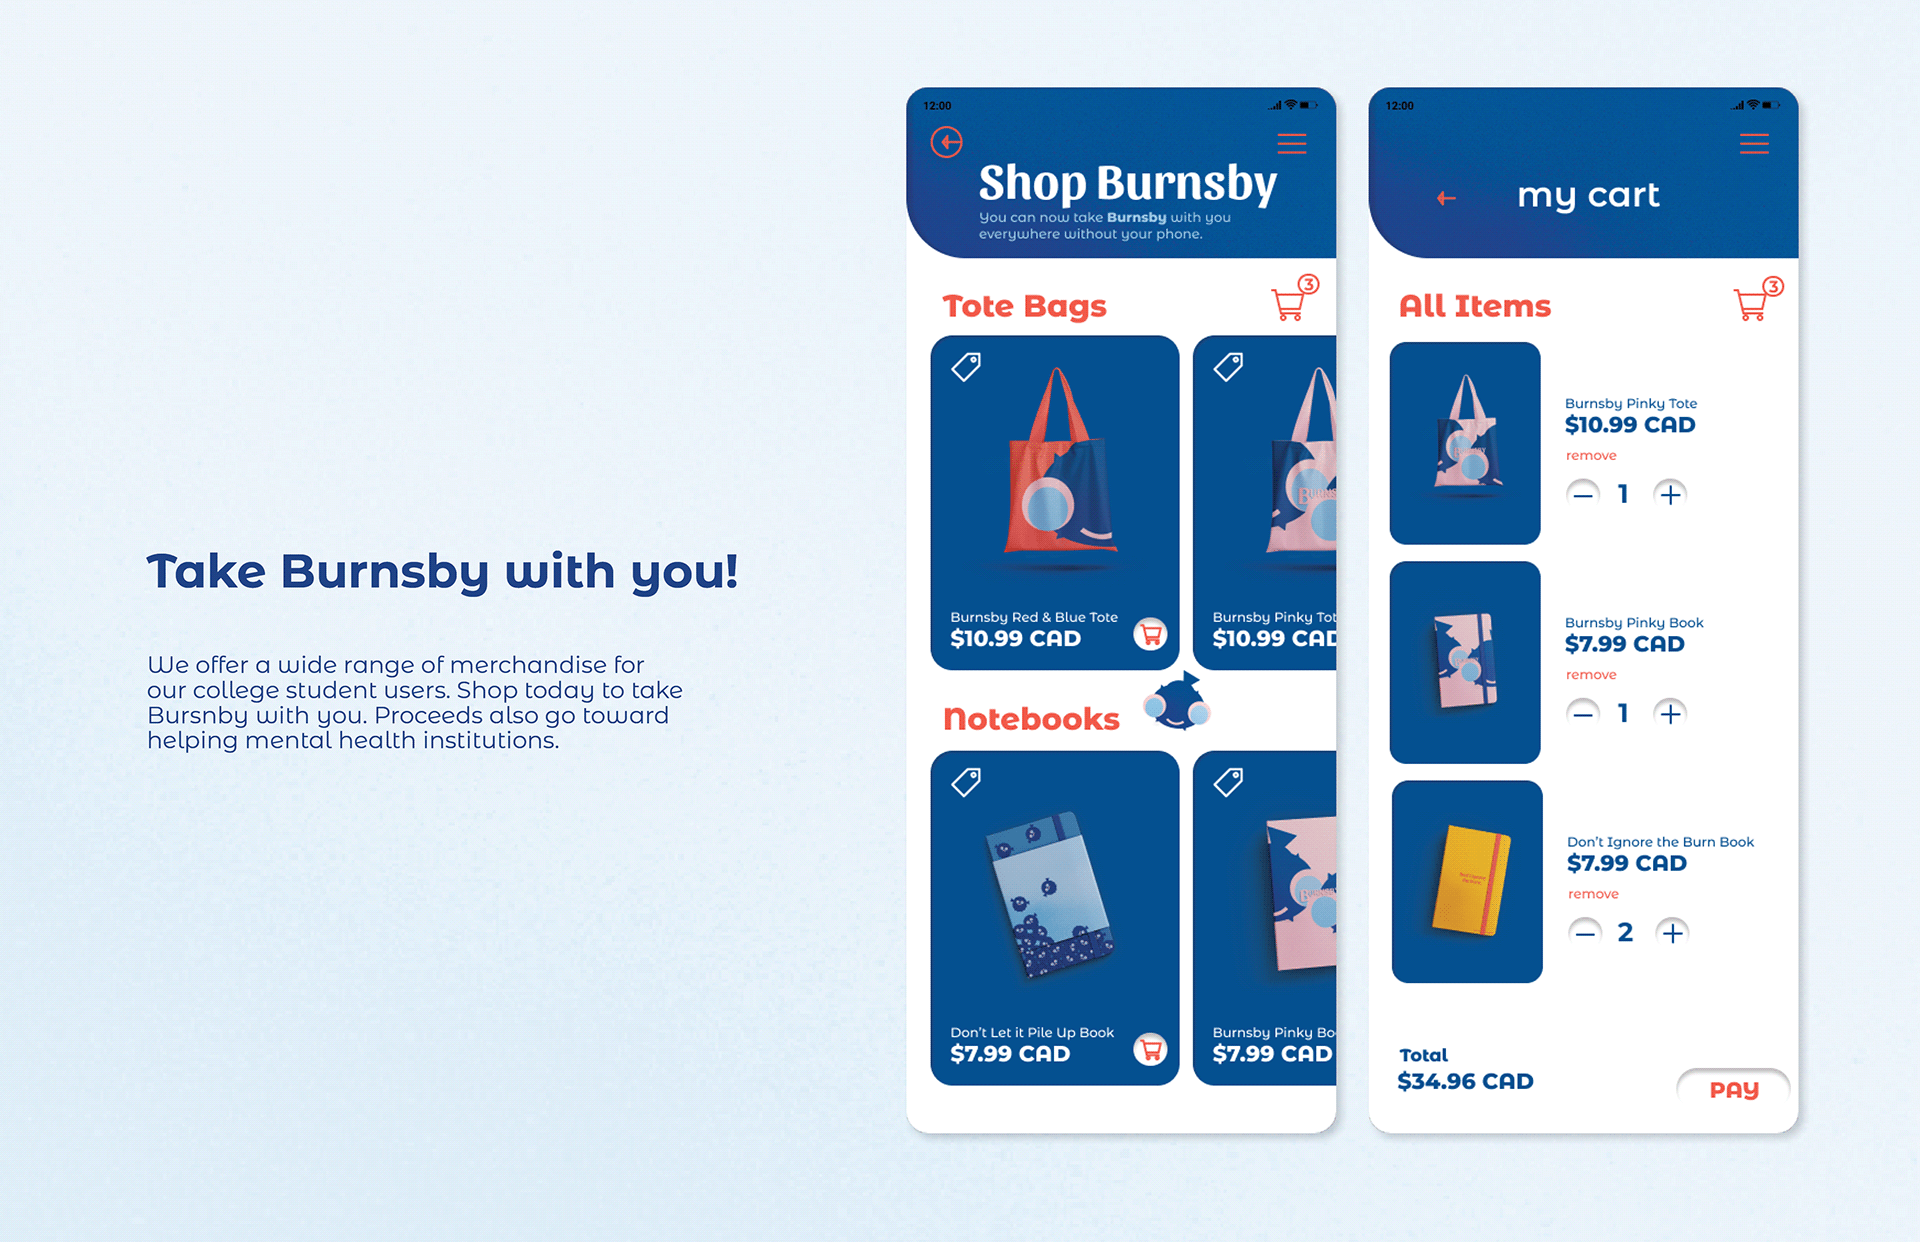 Take Burnsby with you!
We offer a wide range of merchandise for
our college student users. Shop today to take
Bursnby with you. Proceeds also go toward
helping mental health institutions.
12:00
Shop Burnsby
You can now take Burnsby with you
everywhere without your phone.
Tote Bags
3
Burnsby Red & Blue Tote
$10.99 CAD
Burnsby Pinky Tot
$10.99 CAD
Notebooks
Don't Let it Pile Up Book
$7.99 CAD
Burnsby Pinky Bo
$7.99 CAD
12:00
my cart
All Items
3
Burnsby Pinky Tote
$10.99 CAD
remove
1
Burnsby Pinky Book
$7.99 CAD
remove
1
Don't Ignore the Burn Book
$7.99 CAD
remove
2
Total
$34.96 CAD
PAY